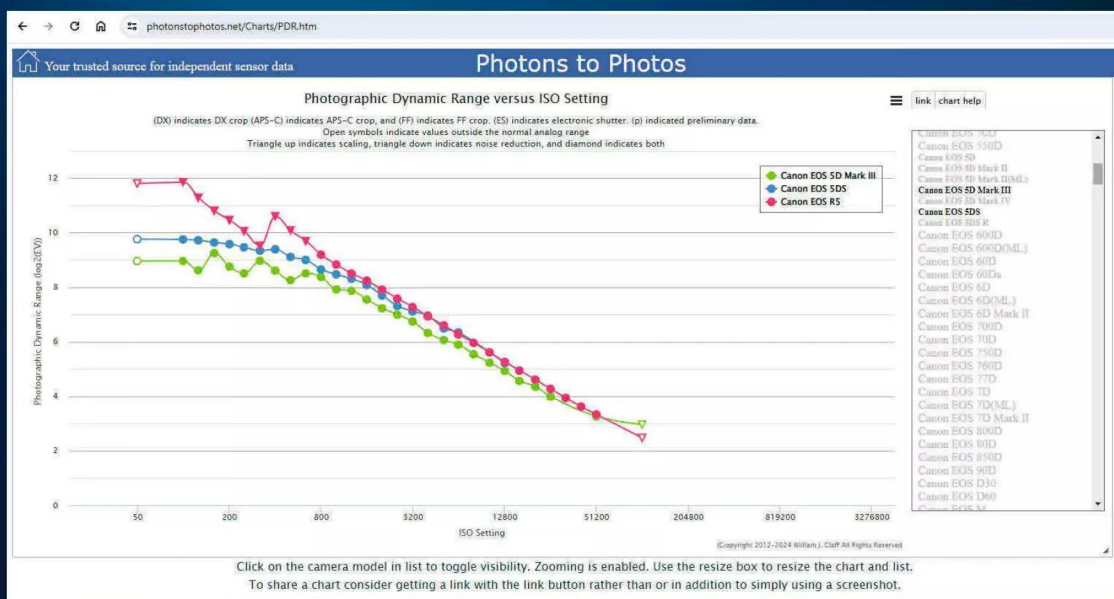 photonstophotos.net/Charts/PDR.htm
Your trusted source for independent sensor data
Photons to Photos
Photographic Dynamic Range versus ISO Setting
(DX) indicates DX crop (APS-C) indicates APS-C crop, and (FF) indicates FF crop. (ES) indicates electronic shutter. (p) indicated preliminary data.
Open symbols indicate values outside the normal analog range
Triangle up indicates scaling, triangle down indicates noise reduction, and diamond indicates both
link
chart help
Canon EOS 5D Mark III
Canon EOS 5DS
Canon EOS R5
Photographic Dynamic Range (log2(EV))
12
10
8
6
4
2
0
50
200
800
3200
12800
51200
204800
819200
3276800
ISO Setting
(C)opyright 2012-2024 William J. Claff All Rights Reserved
Canon EOS 50D
Canon EOS 550D
Canon EOS 5D
Canon EOS 5D Mark II
Canon EOS 5D Mark II(ML)
Canon EOS 5D Mark III
Canon EOS 5D Mark IV
Canon EOS 5DS
Canon EOS 5DS R
Canon EOS 600D
Canon EOS 600D(ML)
Canon EOS 60D
Canon EOS 60Da
Canon EOS 6D
Canon EOS 6D(ML)
Canon EOS 6D Mark II
Canon EOS 700D
Canon EOS 70D
Canon EOS 750D
Canon EOS 760D
Canon EOS 77D
Canon EOS 7D
Canon EOS 7D(ML)
Canon EOS 7D Mark II
Canon EOS 800D
Canon EOS 80D
Canon EOS 850D
Canon EOS 90D
Canon EOS D30
Canon EOS D60
Canon EOS M
Click on the camera model in list to toggle visibility. Zooming is enabled. Use the resize box to resize the chart and list.
To share a chart consider getting a link with the link button rather than or in addition to simply using a screenshot.